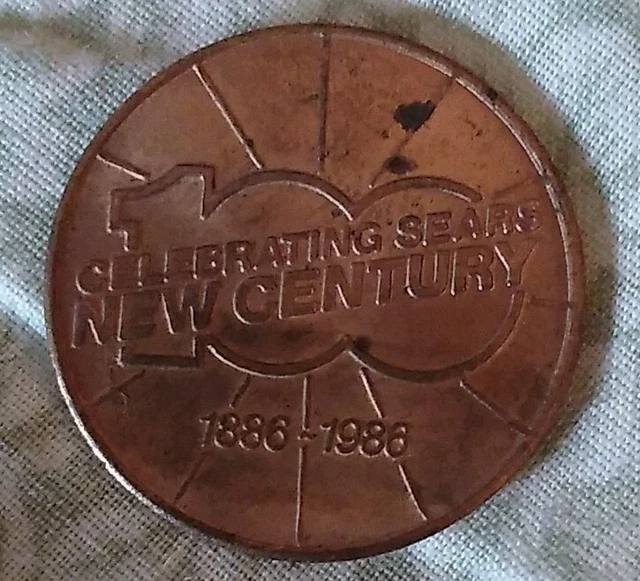 100
CELEBRATING SEARS
NEW CENTURY
1886-1986